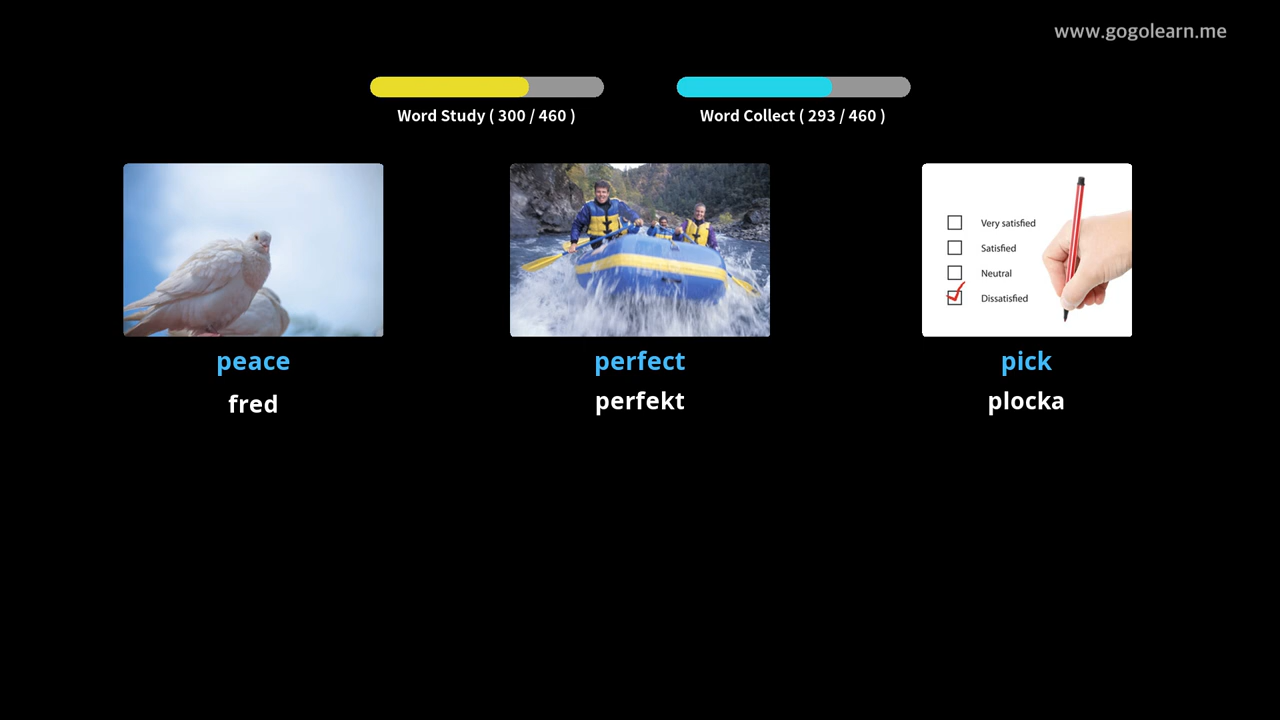 www.gogolearn.me
Word Study ( 300 / 460 )
Word Collect ( 293 / 460 )
Very satisfied
Satisfied
Neutral
Dissatisfied
peace
perfect
pick
fred
perfekt
plocka